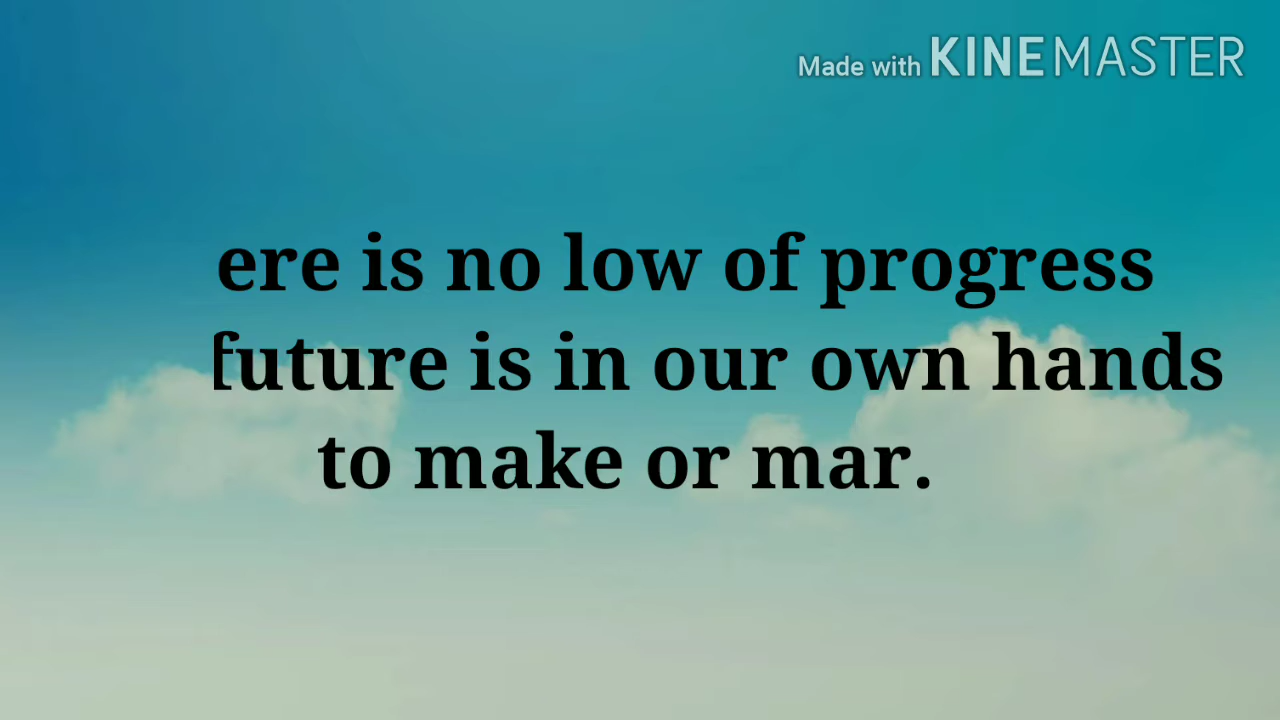 Made with KINEMASTER
ere is no low of progress
future is in our own hands
to make or mar.